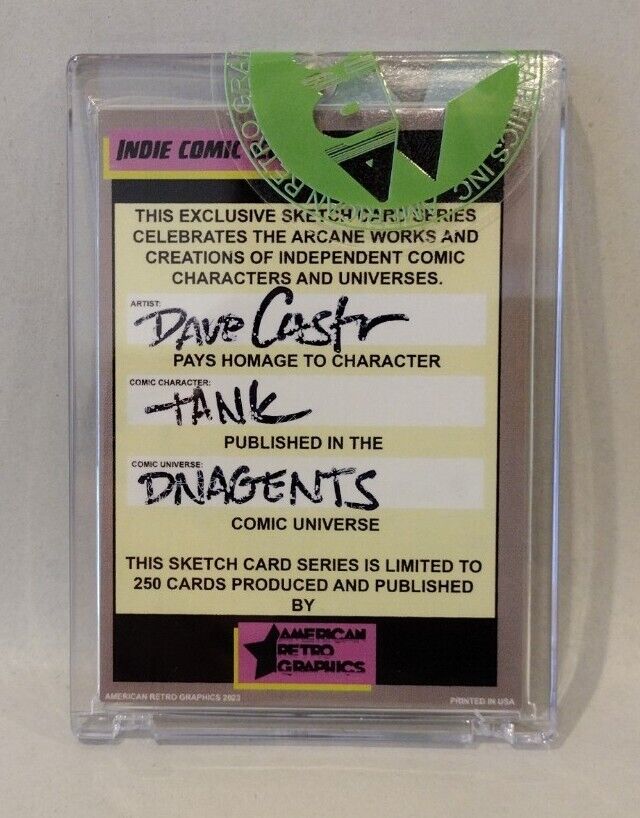 INDIE COMIC
THIS EXCLUSIVE SKETCH CARD SERIES
CELEBRATES THE ARCANE WORKS AND
CREATIONS OF INDEPENDENT COMIC
CHARACTERS AND UNIVERSES.
ARTIST:
Dave Castr
PAYS HOMAGE TO CHARACTER
COMIC CHARACTER:
TANK
PUBLISHED IN THE
COMIC UNIVERSE:
DNAGENTS
COMIC UNIVERSE
THIS SKETCH CARD SERIES IS LIMITED TO
250 CARDS PRODUCED AND PUBLISHED
BY
AMERICAN
RETRO
GRAPHICS
AMERICAN RETRO GRAPHICS 2023
PRINTED IN USA